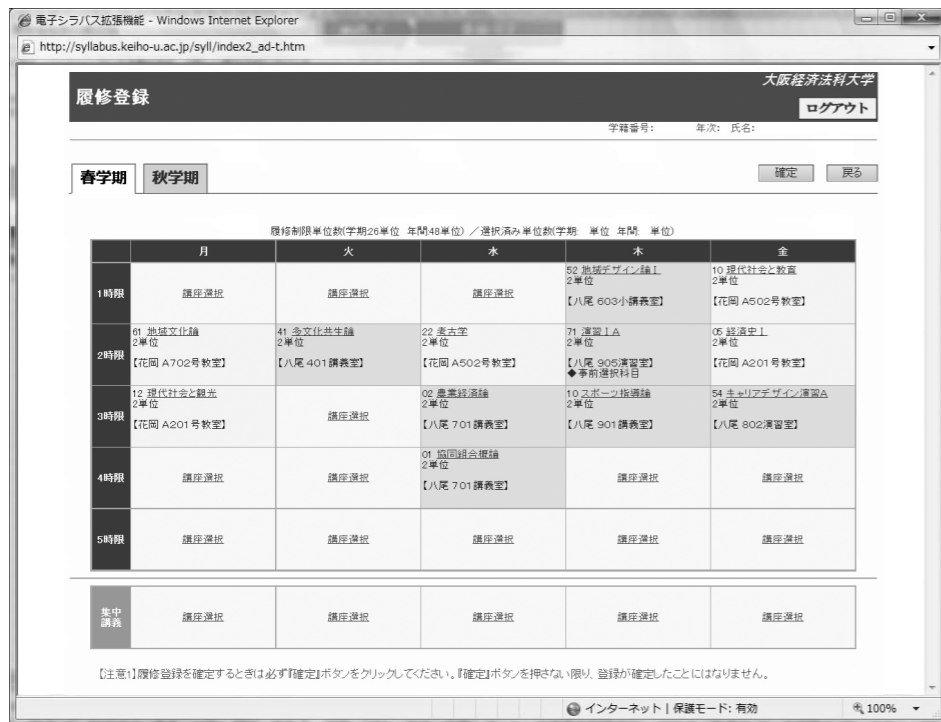 電子シラバス拡張機能 - Windows Internet Explorer
http://syllabus.keiho-u.ac.jp/syll/index2_ad-t.htm
大阪経済法科大学
履修登録
ログアウト
学籍番号: 年次: 氏名:
春学期 秋学期 確定 戻る
履修制限単位数(学期:26単位 年間:48単位) / 選択済み単位数(学期: 単位 年間: 単位)
月 火 水 木 金
1時限
講座選択
講座選択
講座選択
52 地域デザイン論Ⅰ
2単位
【八尾 603小講義室】
10 現代社会と教育
2単位
【花岡 A502号教室】
2時限
61 地域文化論
2単位
【花岡 A702号教室】
41 多文化共生論
2単位
【八尾 401講義室】
22 考古学
2単位
【花岡 A502号教室】
71 演習ⅠA
2単位
【八尾 905演習室】
◆事前選択科目
05 経済史Ⅰ
2単位
【花岡 A201号教室】
3時限
12 現代社会と観光
2単位
【花岡 A201号教室】
講座選択
02 農業経済論
2単位
【八尾 701講義室】
10 スポーツ指導論
2単位
【八尾 901講義室】
54 キャリアデザイン演習A
2単位
【八尾 802演習室】
4時限
講座選択
講座選択
01 協同組合概論
2単位
【八尾 701講義室】
講座選択
講座選択
5時限
講座選択
講座選択
講座選択
講座選択
講座選択
集中
講義
講座選択
講座選択
講座選択
講座選択
講座選択
【注意1】履修登録を確定するときは必ず『確定』ボタンをクリックしてください。『確定』ボタンを押さない限り、登録が確定したことにはなりません。
インターネット | 保護モード: 有効
100%